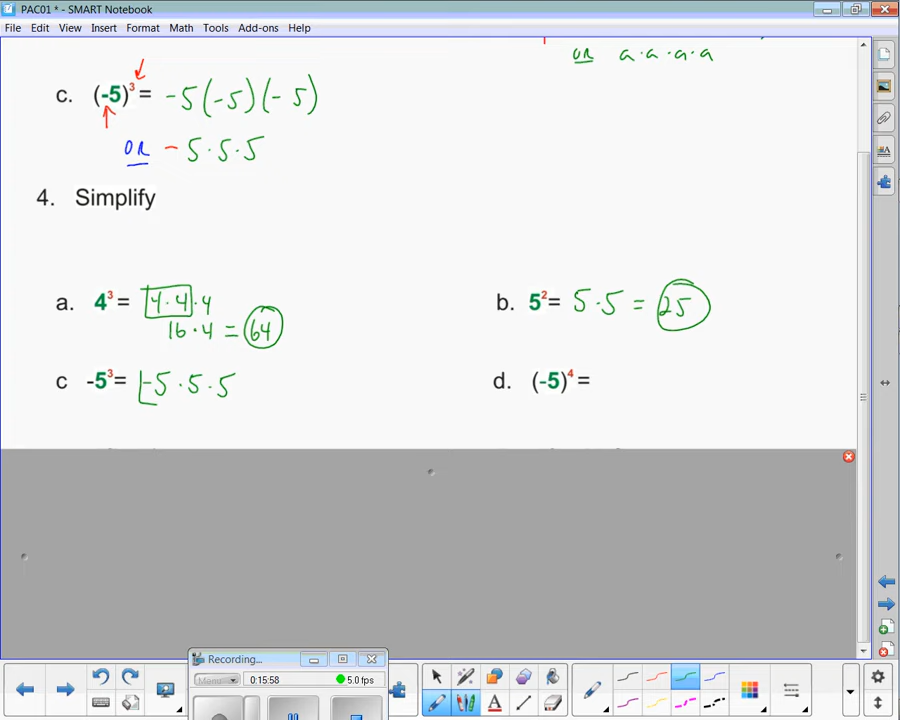 PAC01 * - SMART Notebook
File Edit View Insert Format Math Tools Add-ons Help
OR a·a·a·a
c. (-5)³= -5(-5)(-5)
OR -5·5·5
4. Simplify
a. 4³ = 4·4·4
16·4 = 64
b. 5² = 5·5 = 25
c -5³= -5·5·5
d. (-5)⁴ =
Recording...
Menu 0:15:58 5.0 fps